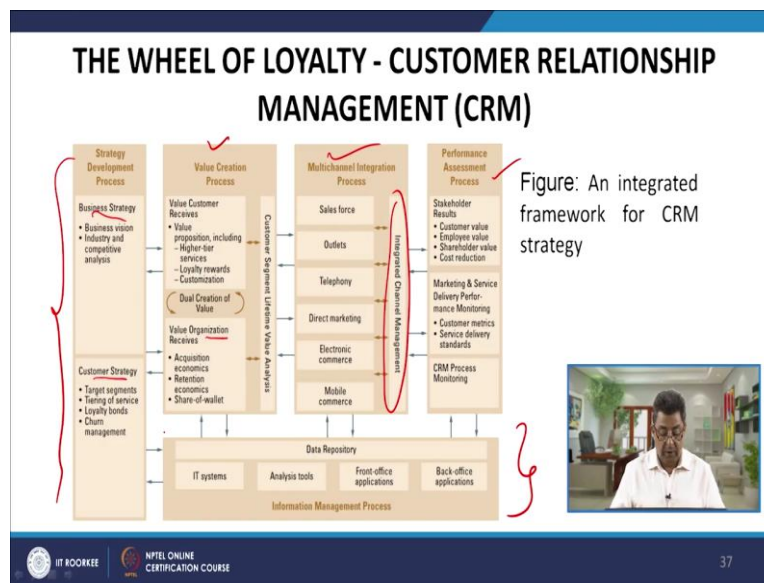 THE WHEEL OF LOYALTY - CUSTOMER RELATIONSHIP
MANAGEMENT (CRM)
Strategy
Development
Process
Business Strategy
• Business vision
• Industry and
competitive
analysis
Customer Strategy
• Target segments
• Tiering of service
• Loyalty bonds
• Churn
management
Value Creation
Process
Value Customer
Receives
• Value
proposition, including
– Higher-tier
services
– Loyalty rewards
– Customization
Dual Creation of
Value
Value Organization
Receives
• Acquisition
economics
• Retention
economics
• Share-of-wallet
Customer Segment Lifetime Value Analysis
Multichannel Integration
Process
Sales force
Outlets
Telephony
Direct marketing
Electronic
commerce
Mobile
commerce
Integrated Channel Management
Performance
Assessment
Process
Stakeholder
Results
• Customer value
• Employee value
• Shareholder value
• Cost reduction
Marketing & Service
Delivery Perfor-
mance Monitoring
• Customer metrics
• Service delivery
standards
CRM Process
Monitoring
Data Repository
IT systems
Analysis tools
Front-office
applications
Back-office
applications
Information Management Process
Figure: An integrated
framework for CRM
strategy
IIT ROORKEE
NPTEL ONLINE
CERTIFICATION COURSE
37